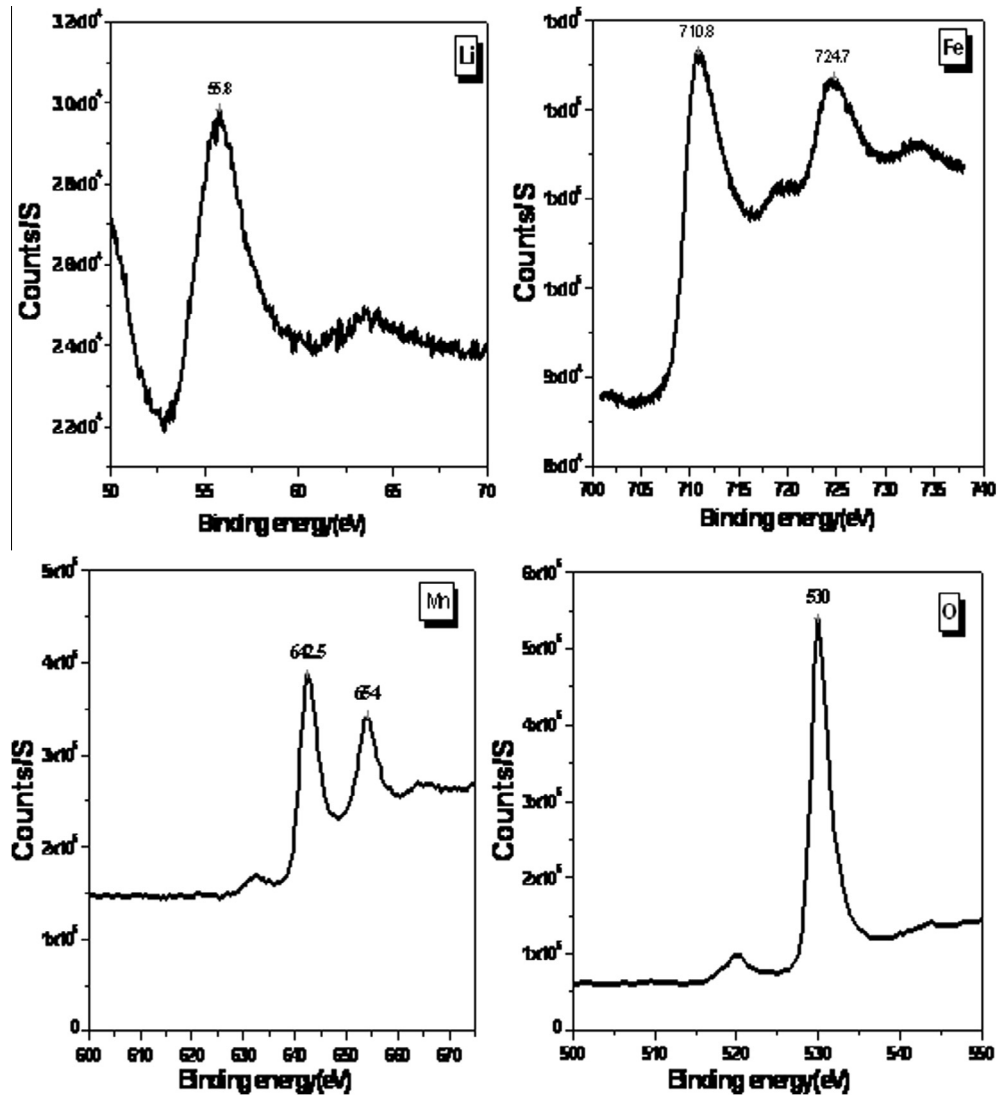 Li
55.8
3.2x10⁴
3.0x10⁴
2.8x10⁴
2.6x10⁴
2.4x10⁴
2.2x10⁴
Counts/S
50 55 60 65 70
Binding energy(eV)
Fe
710.8
724.7
1x10⁵
1x10⁵
1x10⁵
1x10⁵
9x10⁴
8x10⁴
Counts/S
700 705 710 715 720 725 730 735 740
Binding energy(eV)
Mn
642.5
654
5x10⁵
4x10⁵
3x10⁵
2x10⁵
1x10⁵
0
Counts/S
600 610 620 630 640 650 660 670
Binding energy(eV)
O
530
6x10⁵
5x10⁵
4x10⁵
3x10⁵
2x10⁵
1x10⁵
0
Counts/S
500 510 520 530 540 550
Binding energy(eV)